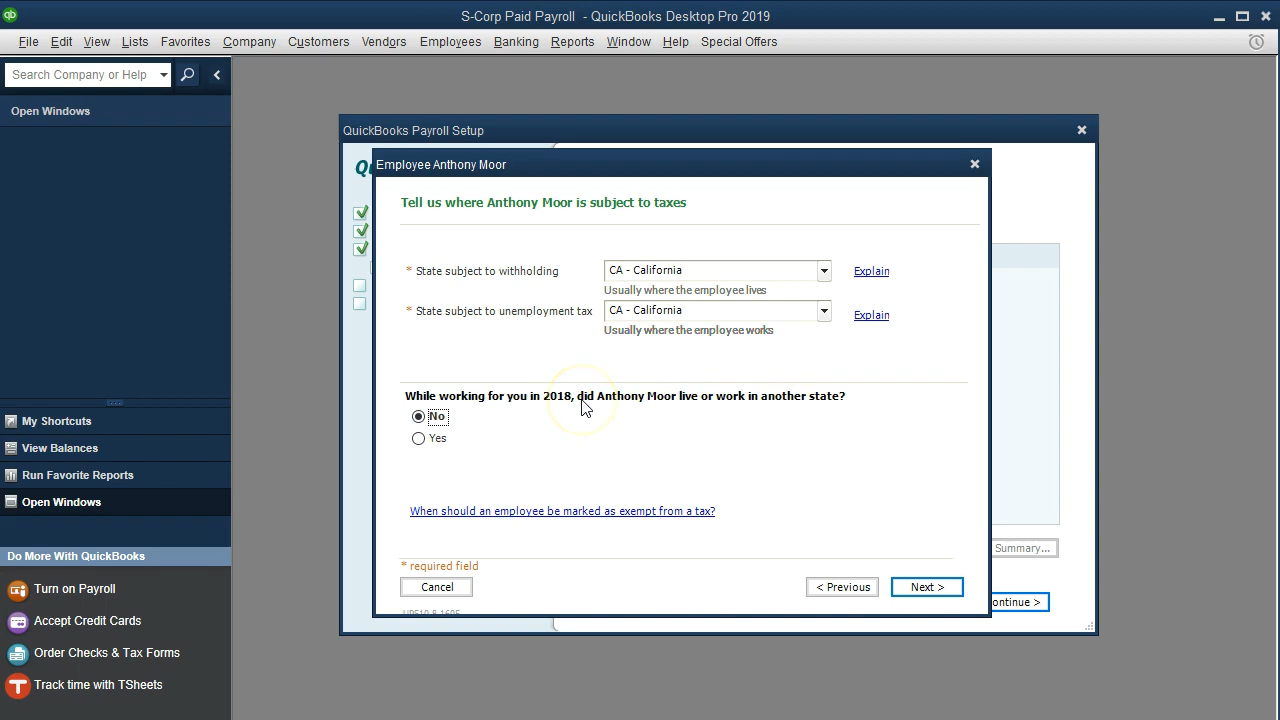 qb
S-Corp Paid Payroll - QuickBooks Desktop Pro 2019
File Edit View Lists Favorites Company Customers Vendors Employees Banking Reports Window Help Special Offers
Search Company or Help
Open Windows
QuickBooks Payroll Setup
Employee Anthony Moor
Tell us where Anthony Moor is subject to taxes
* State subject to withholding CA - California Explain
Usually where the employee lives
* State subject to unemployment tax CA - California Explain
Usually where the employee works
While working for you in 2018, did Anthony Moor live or work in another state?
No
Yes
When should an employee be marked as exempt from a tax?
* required field
Cancel < Previous Next >
Summary...
ontinue >
My Shortcuts
View Balances
Run Favorite Reports
Open Windows
Do More With QuickBooks
Turn on Payroll
Accept Credit Cards
Order Checks & Tax Forms
Track time with TSheets